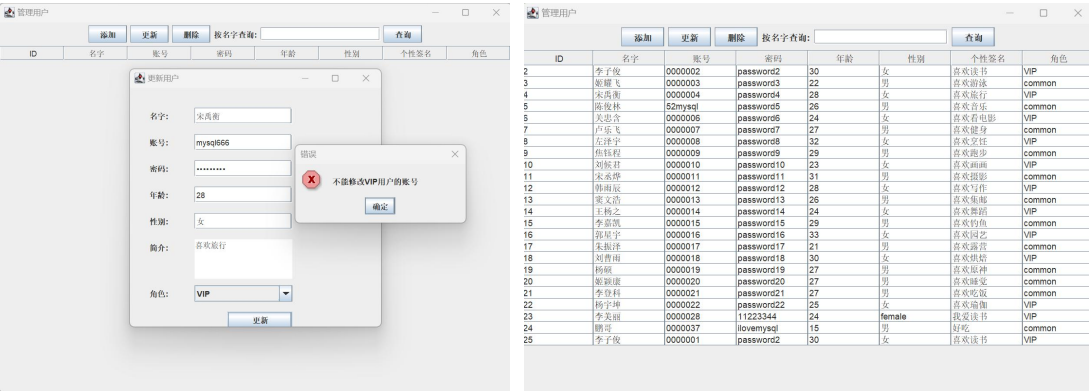 管理用户
添加 更新 删除 按名字查询: 查询
ID 名字 账号 密码 年龄 性别 个性签名 角色
更新用户
名字: 宋禹衡
账号: mysql666
密码: •••••••••
年龄: 28
性别: 女
简介: 喜欢旅行
角色: VIP
更新
错误
不能修改VIP用户的账号
确定
管理用户
添加 更新 删除 按名字查询: 查询
ID 名字 账号 密码 年龄 性别 个性签名 角色
2 李子俊 0000002 password2 30 女 喜欢读书 VIP
3 姬耀飞 0000003 password3 22 男 喜欢游泳 common
4 宋禹衡 0000004 password4 28 女 喜欢旅行 VIP
5 陈俊林 52mysql password5 26 男 喜欢音乐 common
6 关忠含 0000006 password6 24 女 喜欢看电影 VIP
7 卢乐飞 0000007 password7 27 男 喜欢健身 common
8 左泽宇 0000008 password8 32 女 喜欢烹饪 VIP
9 焦钰程 0000009 password9 29 男 喜欢跑步 common
10 刘候君 0000010 password10 23 女 喜欢画画 VIP
11 宋丞烨 0000011 password11 31 男 喜欢摄影 common
12 韩雨辰 0000012 password12 28 女 喜欢写作 VIP
13 窦文浩 0000013 password13 26 男 喜欢集邮 common
14 王杨之 0000014 password14 24 女 喜欢舞蹈 VIP
15 李嘉凯 0000015 password15 29 男 喜欢钓鱼 common
16 郭星宇 0000016 password16 33 女 喜欢园艺 VIP
17 朱振泽 0000017 password17 21 男 喜欢露营 common
18 刘曹雨 0000018 password18 30 女 喜欢烘焙 VIP
19 杨硕 0000019 password19 27 男 喜欢原神 common
20 姬颖康 0000020 password20 27 男 喜欢睡觉 common
21 李登科 0000021 password21 27 男 喜欢吃饭 common
22 杨宇坤 0000022 password22 25 女 喜欢瑜伽 VIP
23 李美丽 0000028 11223344 24 female 我爱读书 VIP
24 鹏哥 0000037 ilovemysql 15 男 好吃 common
25 李子俊 0000001 password2 30 女 喜欢读书 VIP